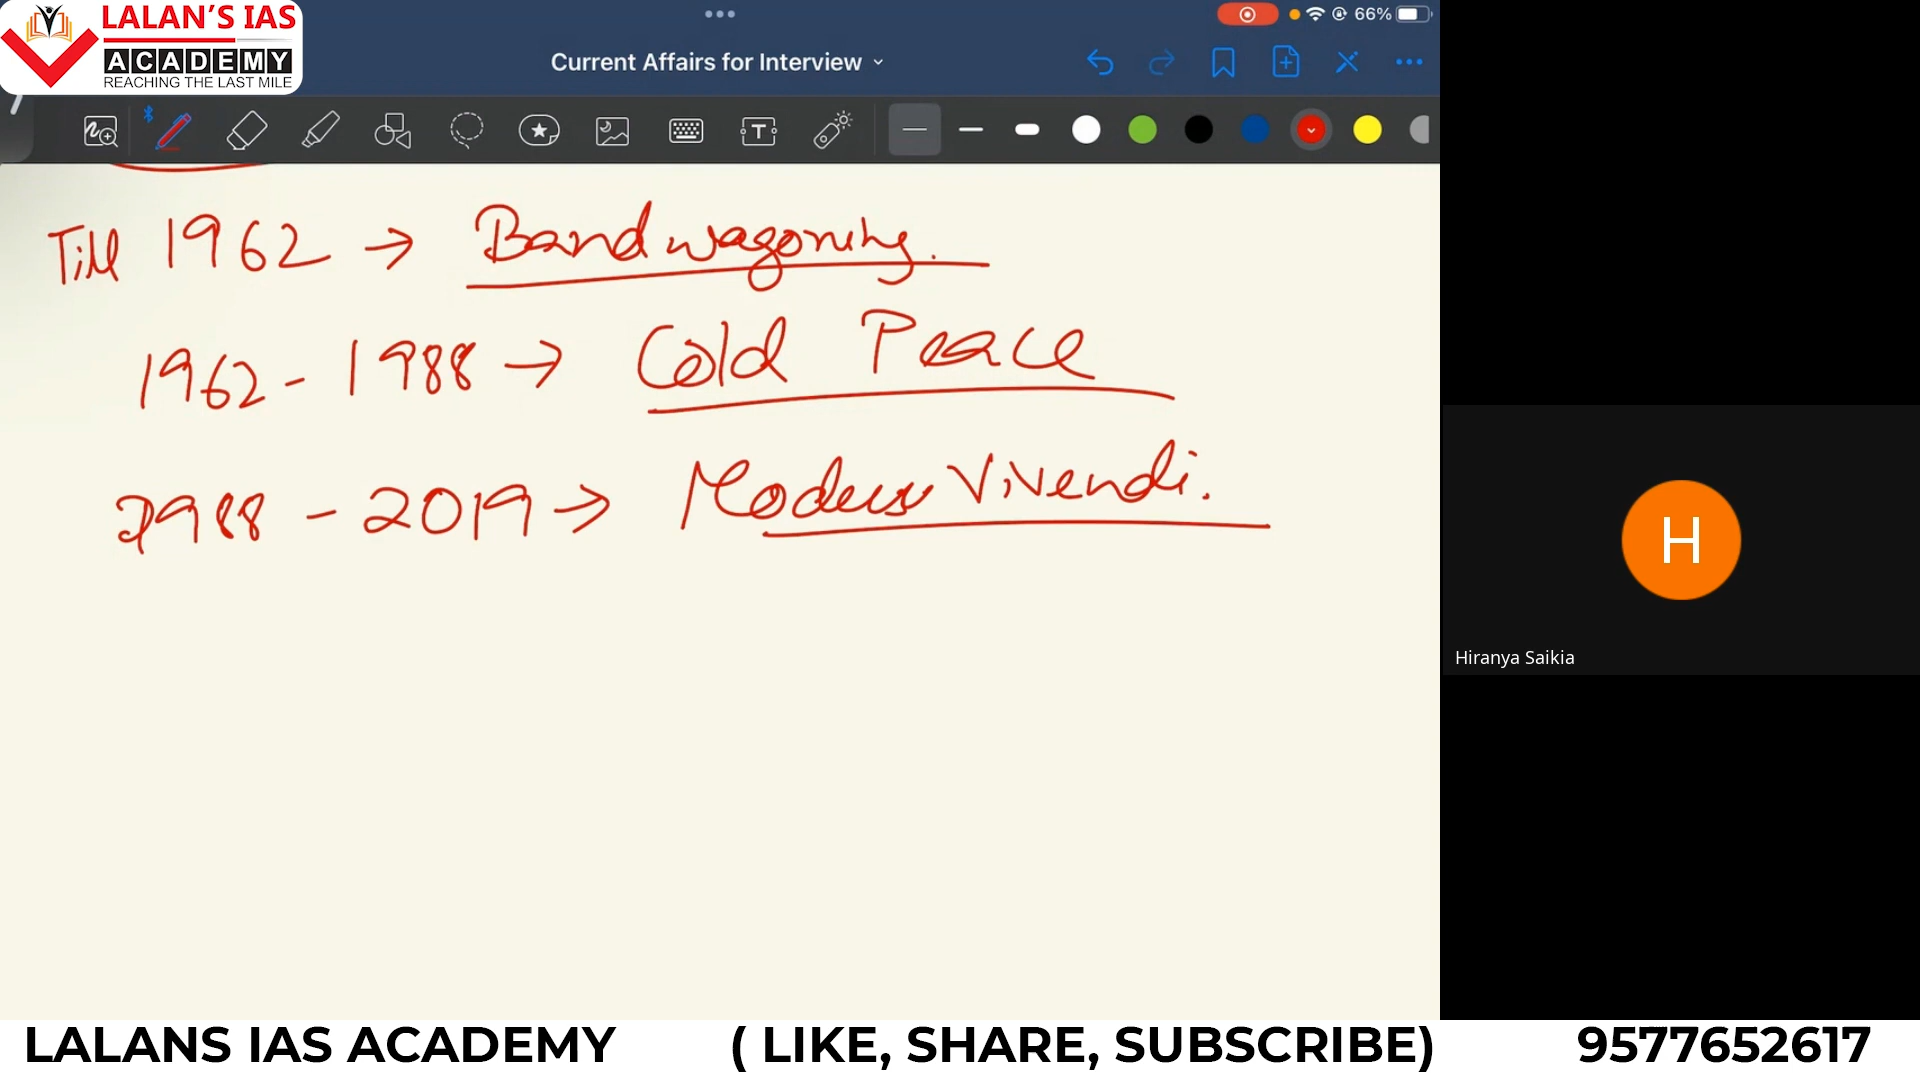 LALAN'S IAS
ACADEMY
REACHING THE LAST MILE
66%
Current Affairs for Interview
T
Till 1962 → Bandwagoning.
1962 - 1988 → Cold Peace
1988 - 2019 → Modus Vivendi.
H
Hiranya Saikia
LALANS IAS ACADEMY ( LIKE, SHARE, SUBSCRIBE) 9577652617